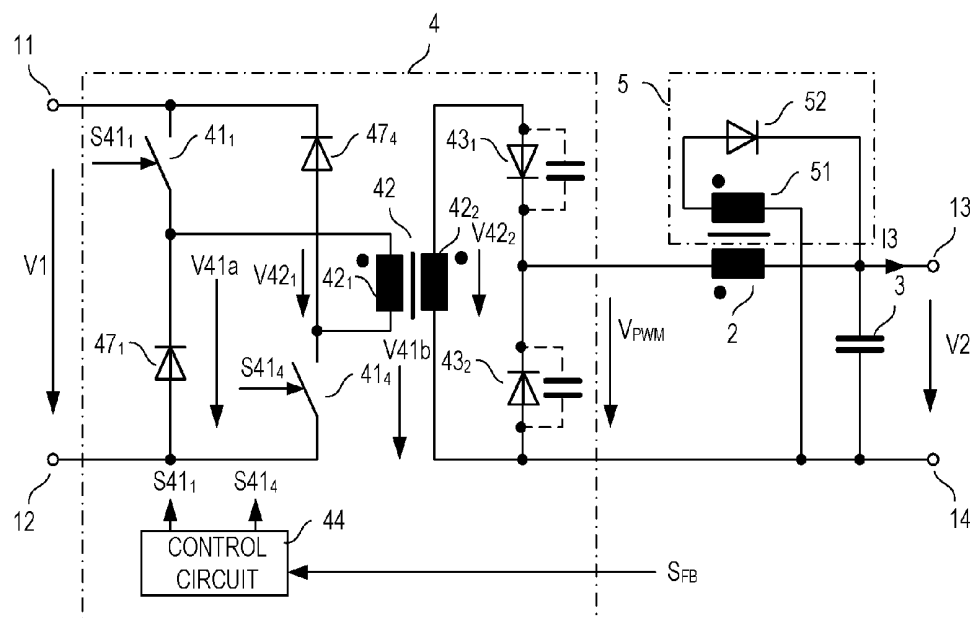 4
11
5
52
S41₁
41₁
47₄
43₁
42
51
42₂
V42₂
13
I3
V1
V41a
V42₁
42₁
3
2
V_PWM
V2
47₁
V41b
43₂
S41₄
41₄
12
S41₁
S41₄
14
44
CONTROL
CIRCUIT
S_FB